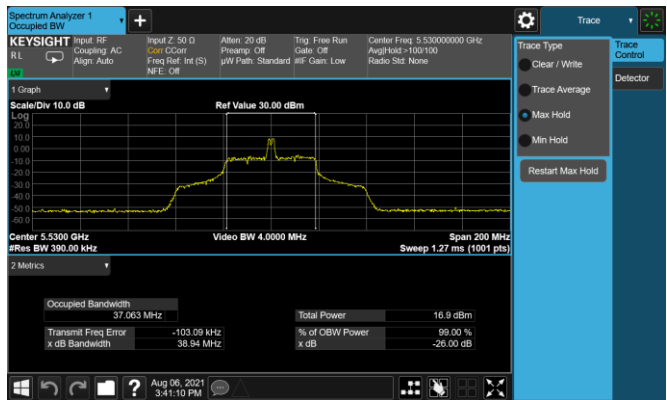 Spectrum Analyzer 1
Occupied BW
Trace
KEYSIGHT
R L
Input: RF
Coupling: AC
Align: Auto
Input Z: 50 Ω
Corr CCorr
Freq Ref: Int (S)
NFE: Off
Atten: 20 dB
Preamp: Off
µW Path: Standard
Trig: Free Run
Gate: Off
#IF Gain: Low
Center Freq: 5.530000000 GHz
Avg|Hold:>100/100
Radio Std: None
Trace Type
Clear / Write
Trace Average
Max Hold
Min Hold
Restart Max Hold
Trace Control
Detector
1 Graph
Scale/Div 10.0 dB
Ref Value 30.00 dBm
Log
20.0
10.0
0.00
-10.0
-20.0
-30.0
-40.0
-50.0
-60.0
Center 5.5300 GHz
Video BW 4.0000 MHz
Span 200 MHz
#Res BW 390.00 kHz
Sweep 1.27 ms (1001 pts)
2 Metrics
Occupied Bandwidth
37.063 MHz
Total Power
16.9 dBm
Transmit Freq Error
-103.09 kHz
% of OBW Power
99.00 %
x dB Bandwidth
38.94 MHz
x dB
-26.00 dB
?
Aug 06, 2021
3:41:10 PM